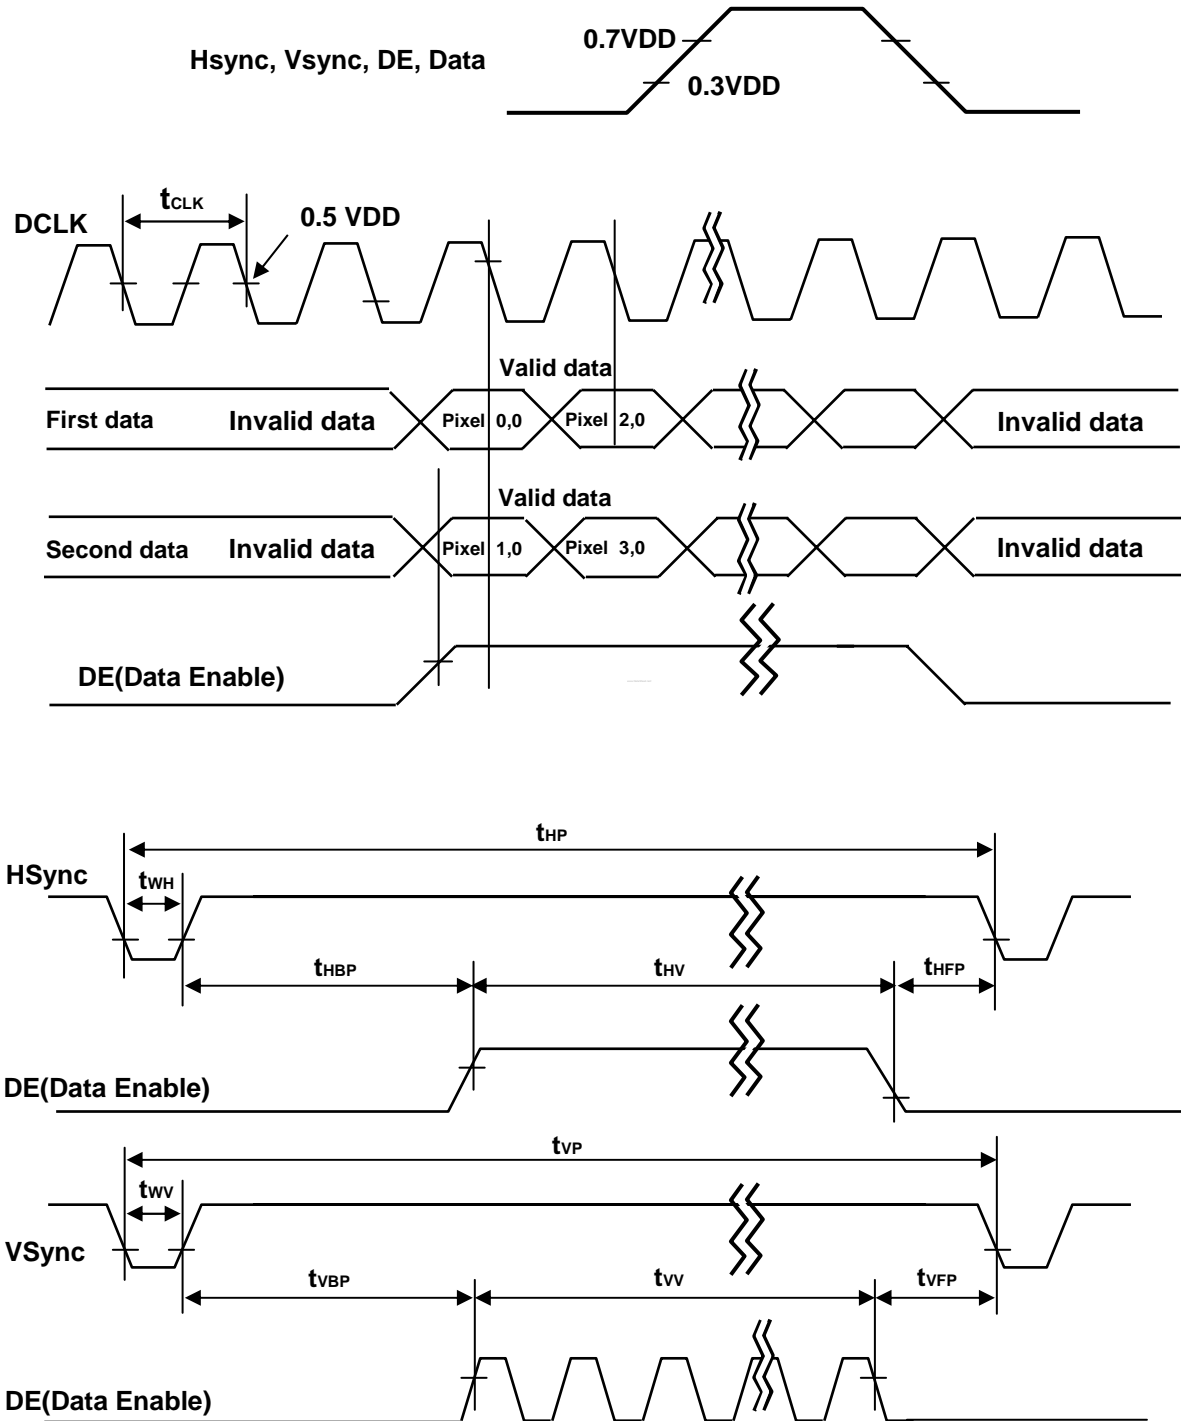 0.7VDD
Hsync, Vsync, DE, Data
0.3VDD
tCLK
DCLK
0.5 VDD
Valid data
First data Invalid data Pixel 0,0 Pixel 2,0 Invalid data
Valid data
Second data Invalid data Pixel 1,0 Pixel 3,0 Invalid data
DE(Data Enable)
tHP
HSync
tWH
tHBP tHV tHFP
DE(Data Enable)
tVP
tWV
VSync
tVBP tVV tVFP
DE(Data Enable)